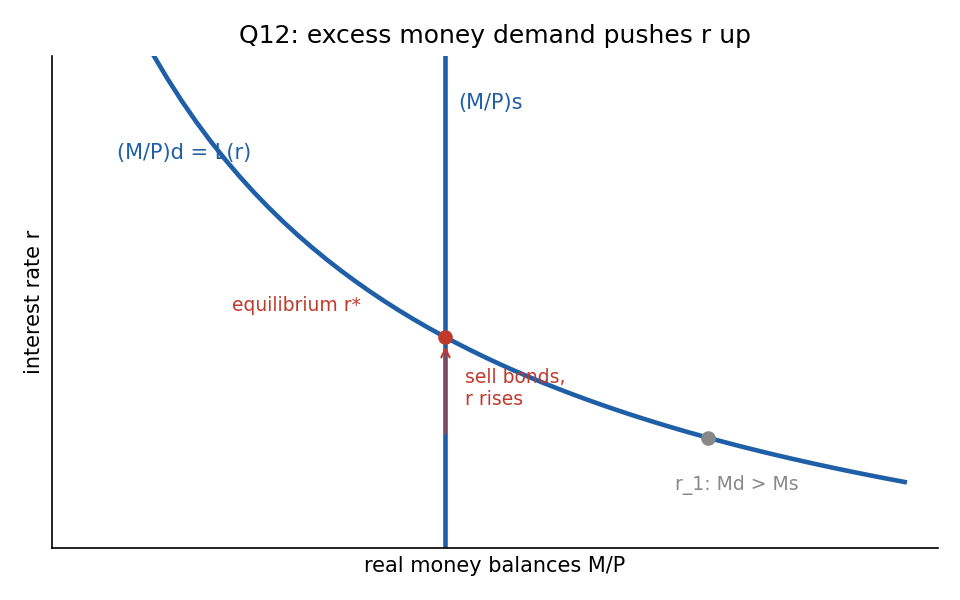 Q12: excess money demand pushes r up
(M/P)s
(M/P)d = L(r)
interest rate r
equilibrium r*
sell bonds,
r rises
r_1: Md > Ms
real money balances M/P